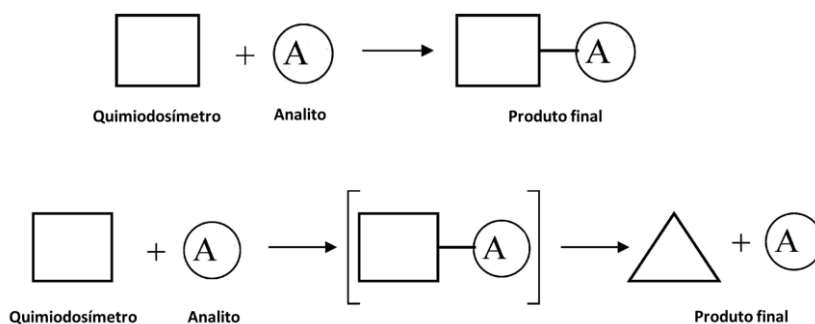 + A A
Quimiodosímetro Analito Produto final
+ A A + A
Quimiodosímetro Analito Produto final